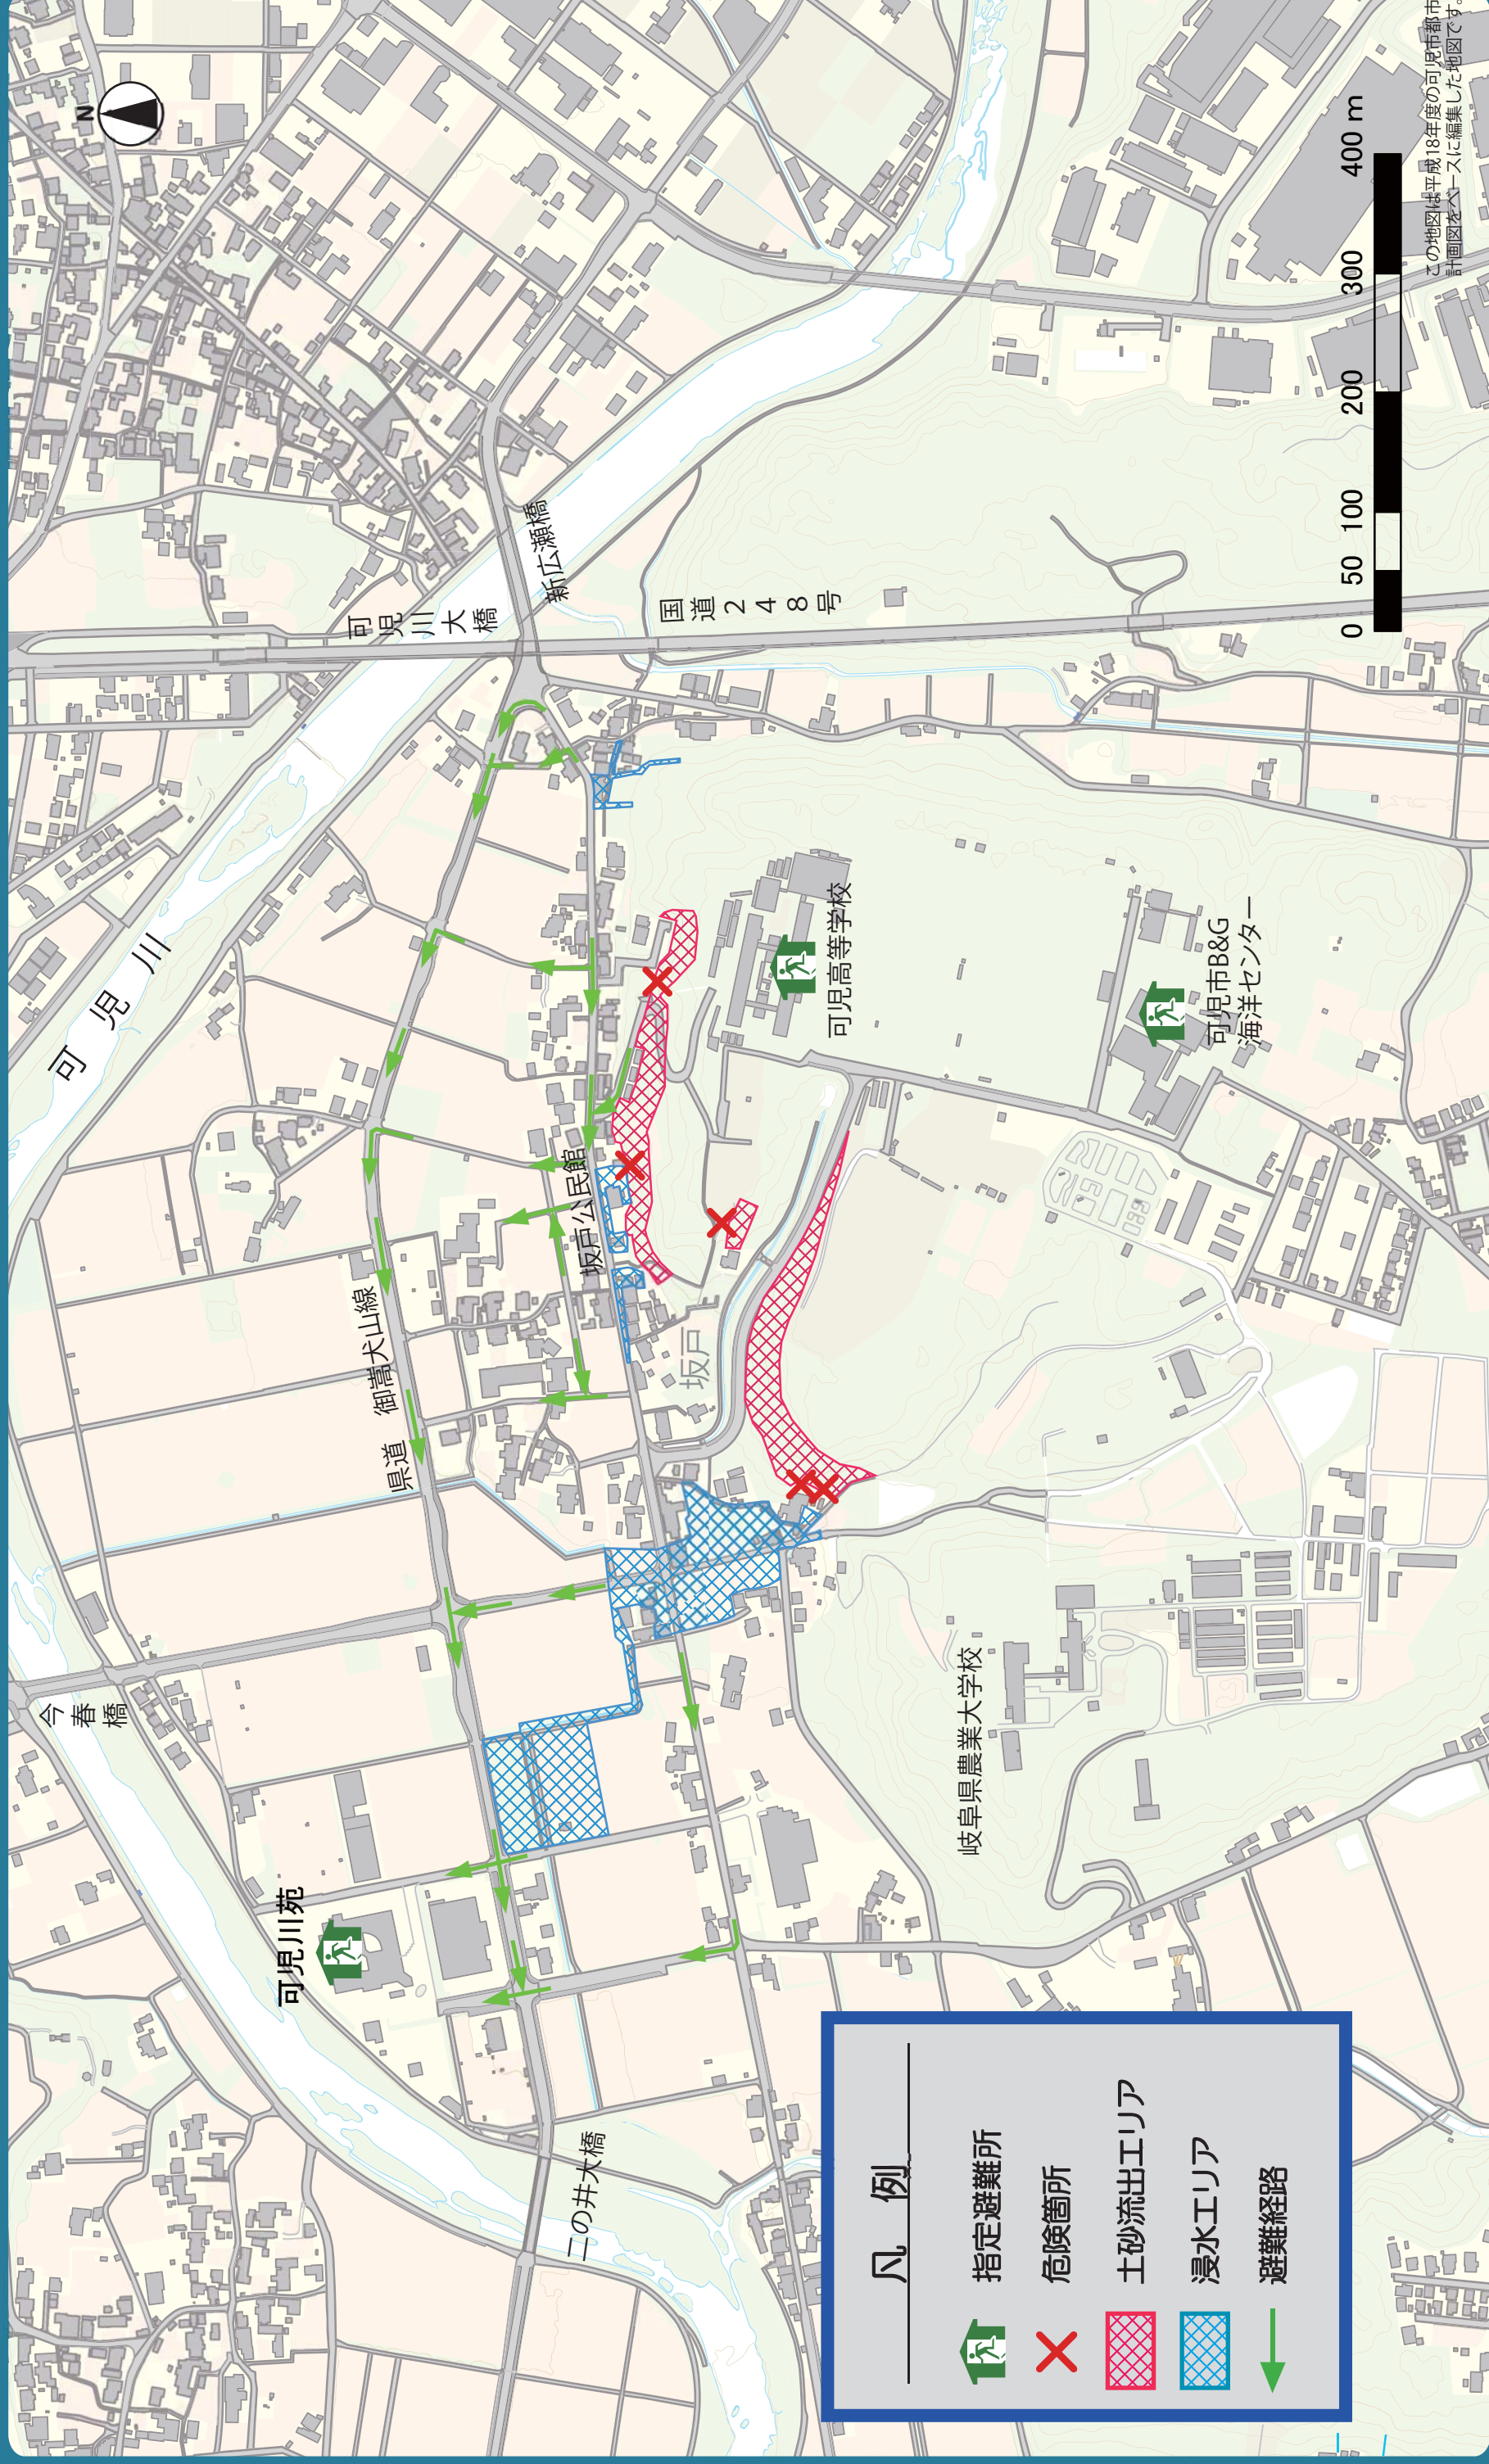 N
可児川
今春橋
可児川大橋
新広瀬橋
国道248号
県道 御嵩犬山線
坂戸公民館
坂戸
可児高等学校
可児市B&G
海洋センター
可児川苑
二の井大橋
岐阜県農業大学校
凡例
指定避難所
危険箇所
土砂流出エリア
浸水エリア
避難経路
0 50 100 200 300 400 m
この地図は平成18年度の可児市都市
計画図をベースに編集した地図です。